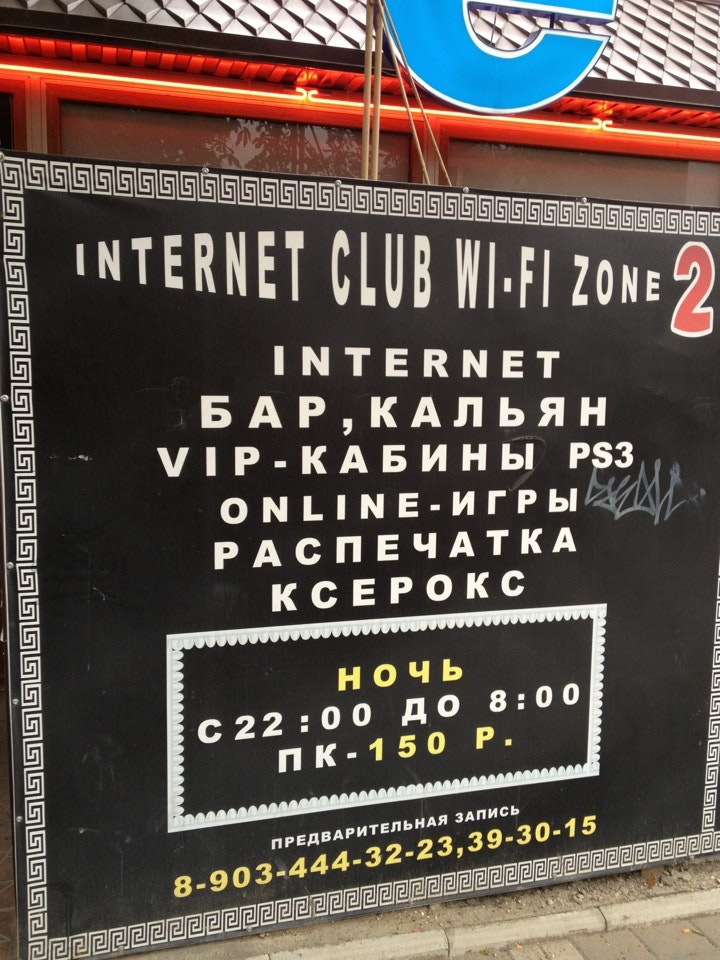 e
INTERNET CLUB WI-FI ZONE 2
INTERNET
БАР,КАЛЬЯН
VIP-КАБИНЫ PS3
ONLINE-ИГРЫ
РАСПЕЧАТКА
КСЕРОКС
НОЧЬ
С22:00 ДО 8:00
ПК-150 Р.
ПРЕДВАРИТЕЛЬНАЯ ЗАПИСЬ
8-903-444-32-23,39-30-15